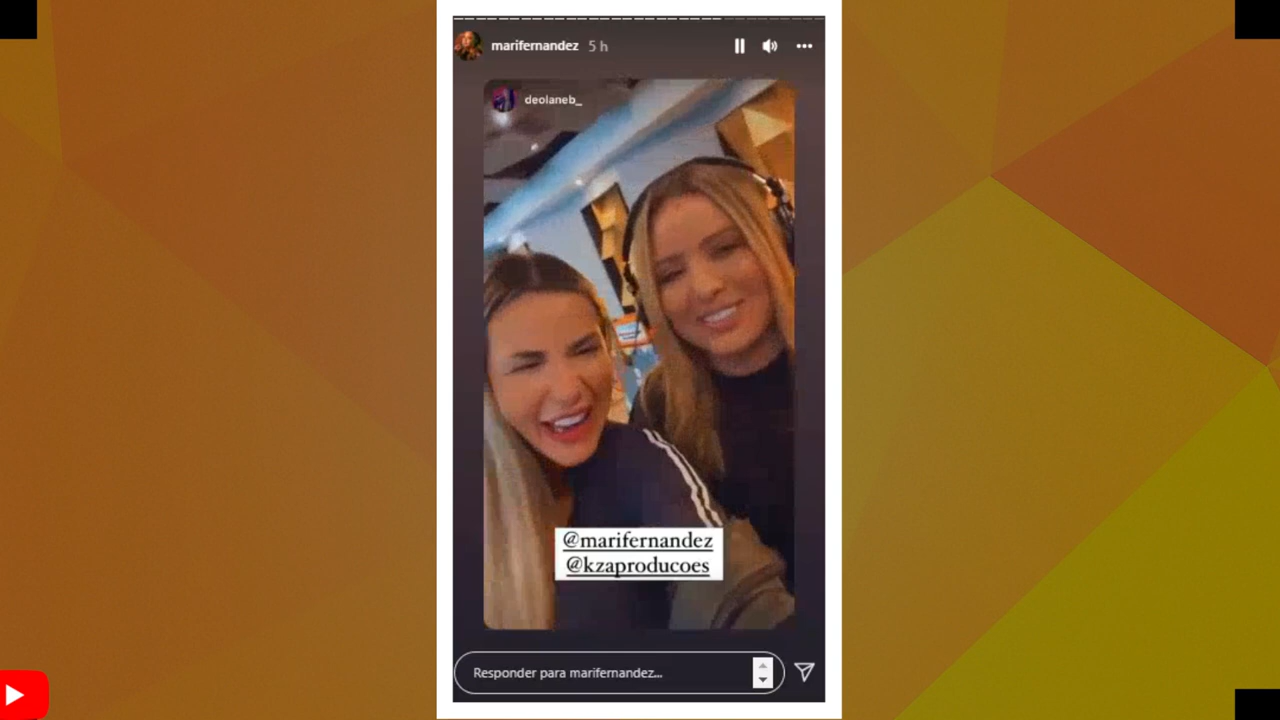 marifernandez 5 h
deolaneb_
@marifernandez
@kzaproducoes
Responder para marifernandez...